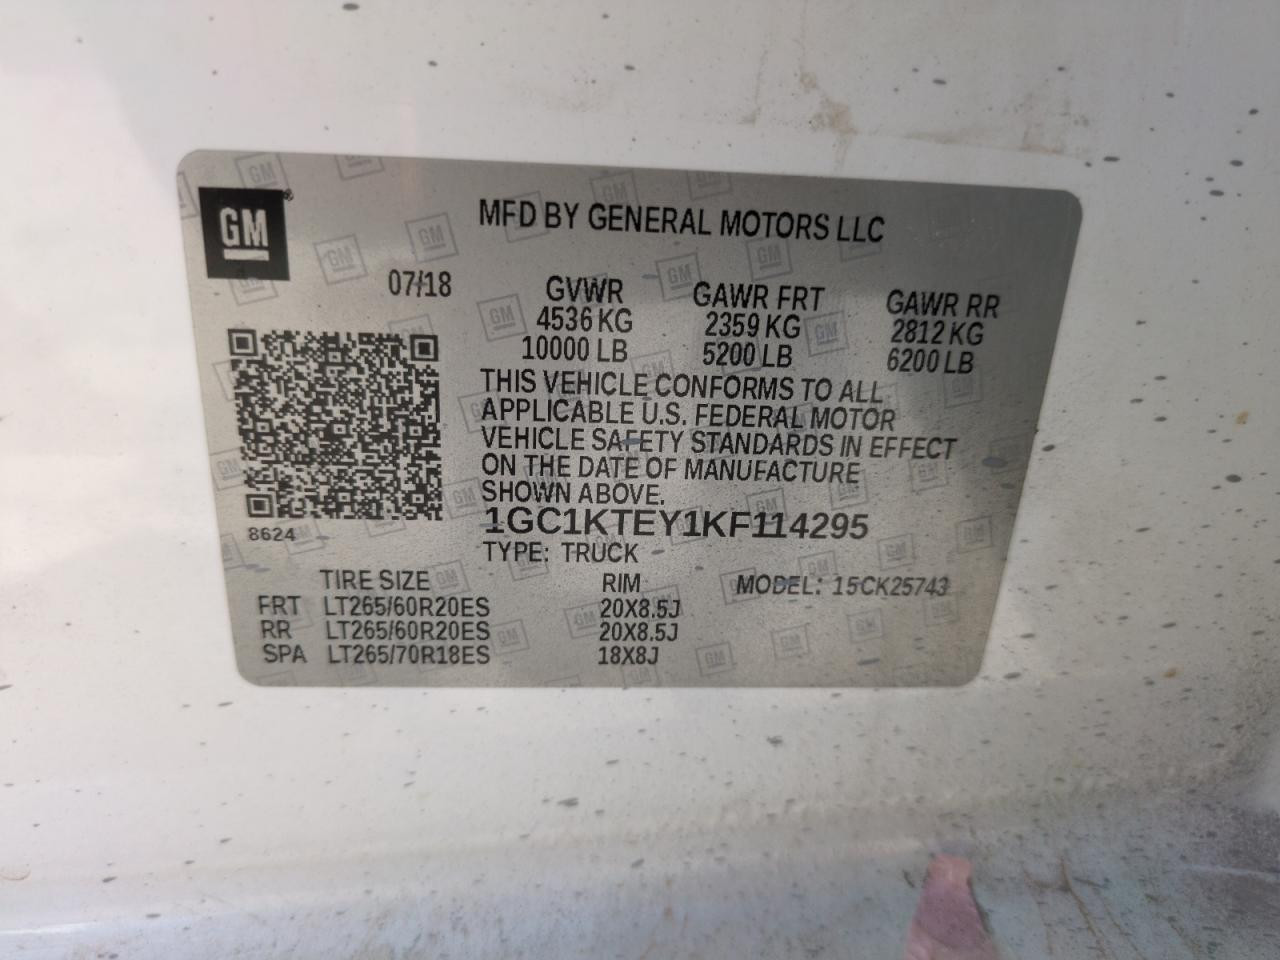 GM
MFD BY GENERAL MOTORS LLC
07/18
GVWR GAWR FRT GAWR RR
4536 KG 2359 KG 2812 KG
10000 LB 5200 LB 6200 LB
THIS VEHICLE CONFORMS TO ALL
APPLICABLE U.S. FEDERAL MOTOR
VEHICLE SAFETY STANDARDS IN EFFECT
ON THE DATE OF MANUFACTURE
SHOWN ABOVE.
8624
1GC1KTEY1KF114295
TYPE: TRUCK
TIRE SIZE RIM MODEL: 15CK25743
FRT LT265/60R20ES 20X8.5J
RR LT265/60R20ES 20X8.5J
SPA LT265/70R18ES 18X8J